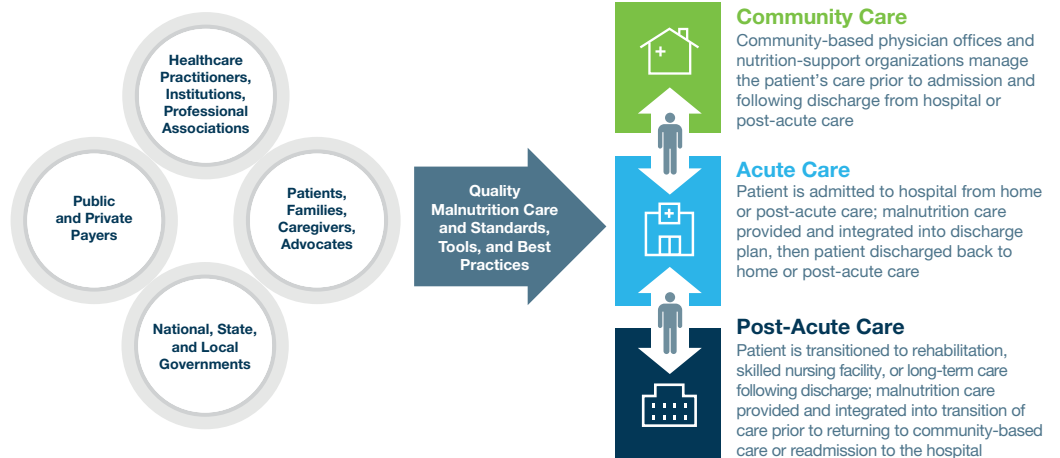 Healthcare
Practitioners,
Institutions,
Professional
Associations
Public
and Private
Payers
Patients,
Families,
Caregivers,
Advocates
National, State,
and Local
Governments
Quality
Malnutrition Care
and Standards,
Tools, and Best
Practices
Community Care
Community-based physician offices and
nutrition-support organizations manage
the patient’s care prior to admission and
following discharge from hospital or
post-acute care
Acute Care
Patient is admitted to hospital from home
or post-acute care; malnutrition care
provided and integrated into discharge
plan, then patient discharged back to
home or post-acute care
Post-Acute Care
Patient is transitioned to rehabilitation,
skilled nursing facility, or long-term care
following discharge; malnutrition care
provided and integrated into transition of
care prior to returning to community-based
care or readmission to the hospital